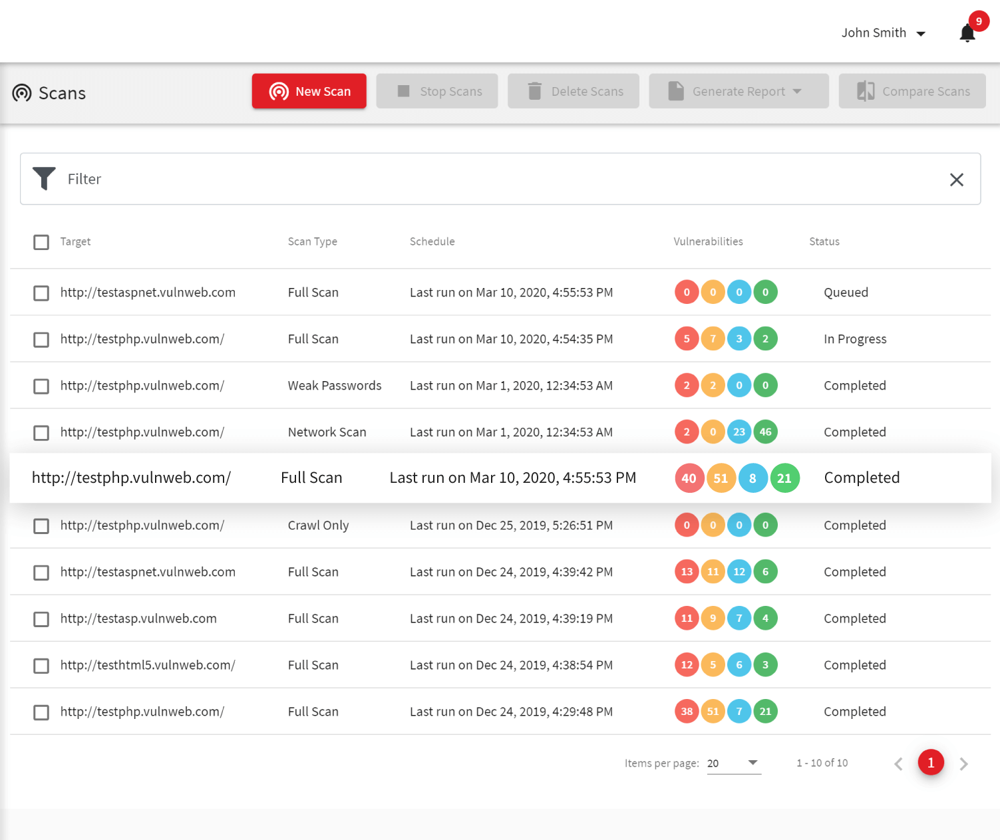 John Smith 9
Scans New Scan Stop Scans Delete Scans Generate Report Compare Scans
Filter
Target Scan Type Schedule Vulnerabilities Status
http://testaspnet.vulnweb.com Full Scan Last run on Mar 10, 2020, 4:55:53 PM 0 0 0 0 Queued
http://testphp.vulnweb.com/ Full Scan Last run on Mar 10, 2020, 4:54:35 PM 5 7 3 2 In Progress
http://testphp.vulnweb.com/ Weak Passwords Last run on Mar 1, 2020, 12:34:53 AM 2 2 0 0 Completed
http://testphp.vulnweb.com/ Network Scan Last run on Mar 1, 2020, 12:34:53 AM 2 0 23 46 Completed
http://testphp.vulnweb.com/ Full Scan Last run on Mar 10, 2020, 4:55:53 PM 40 51 8 21 Completed
http://testphp.vulnweb.com/ Crawl Only Last run on Dec 25, 2019, 5:26:51 PM 0 0 0 0 Completed
http://testaspnet.vulnweb.com Full Scan Last run on Dec 24, 2019, 4:39:42 PM 13 11 12 6 Completed
http://testasp.vulnweb.com Full Scan Last run on Dec 24, 2019, 4:39:19 PM 11 9 7 4 Completed
http://testhtml5.vulnweb.com/ Full Scan Last run on Dec 24, 2019, 4:38:54 PM 12 5 6 3 Completed
http://testphp.vulnweb.com/ Full Scan Last run on Dec 24, 2019, 4:29:48 PM 38 51 7 21 Completed
Items per page: 20 1 - 10 of 10 1